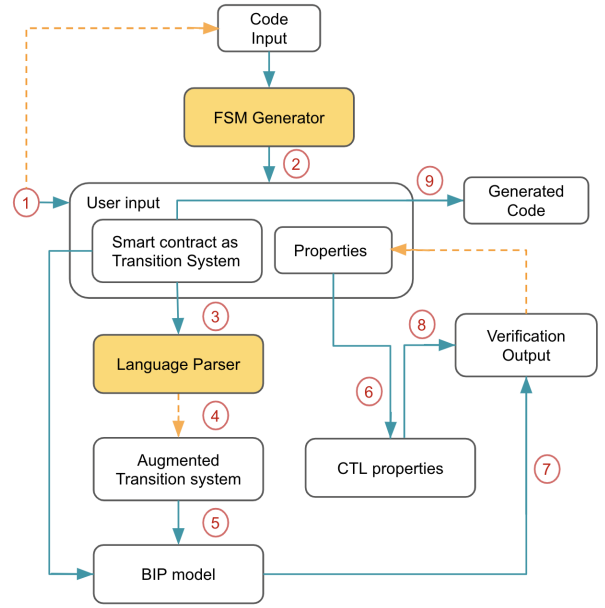 Code
Input
FSM Generator
2
9
1
User input
Generated
Code
Smart contract as
Transition System
Properties
3
8
Verification
Output
Language Parser
6
4
Augmented
Transition system
CTL properties
7
5
BIP model